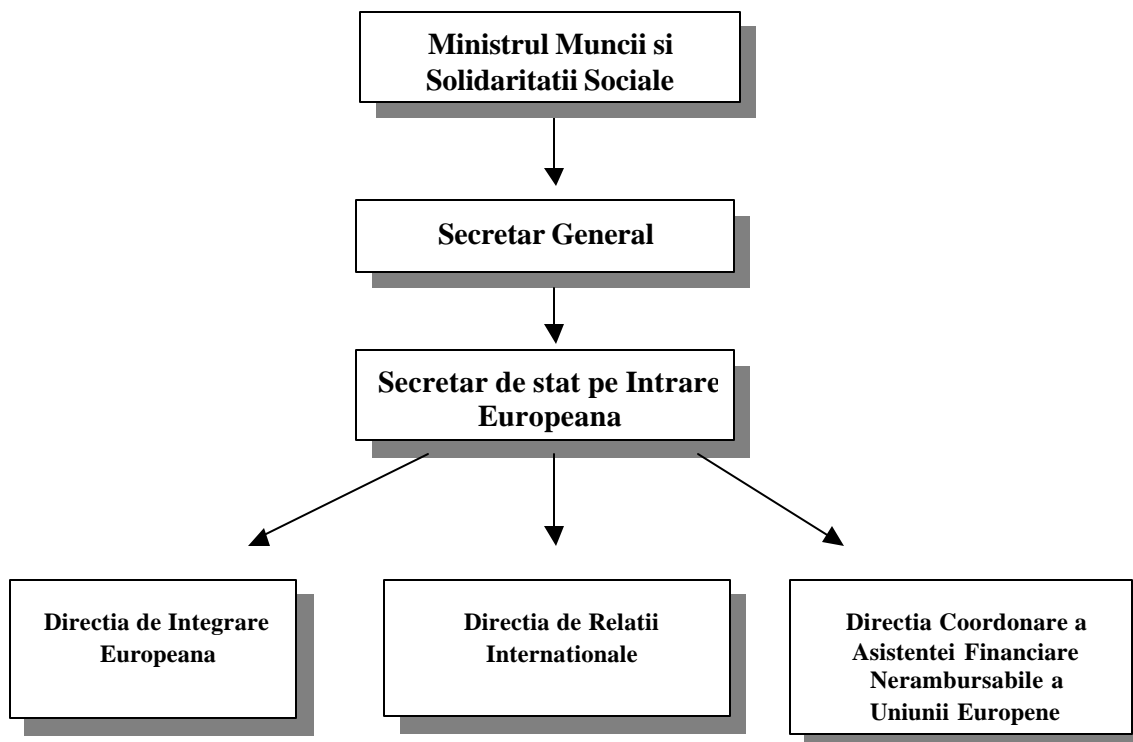 Ministrul Muncii si
Solidaritatii Sociale
Secretar General
Secretar de stat pe Intrare
Europeana
Directia de Integrare
Europeana
Directia de Relatii
Internationale
Directia Coordonare a
Asistentei Financiare
Nerambursabile a
Uniunii Europene